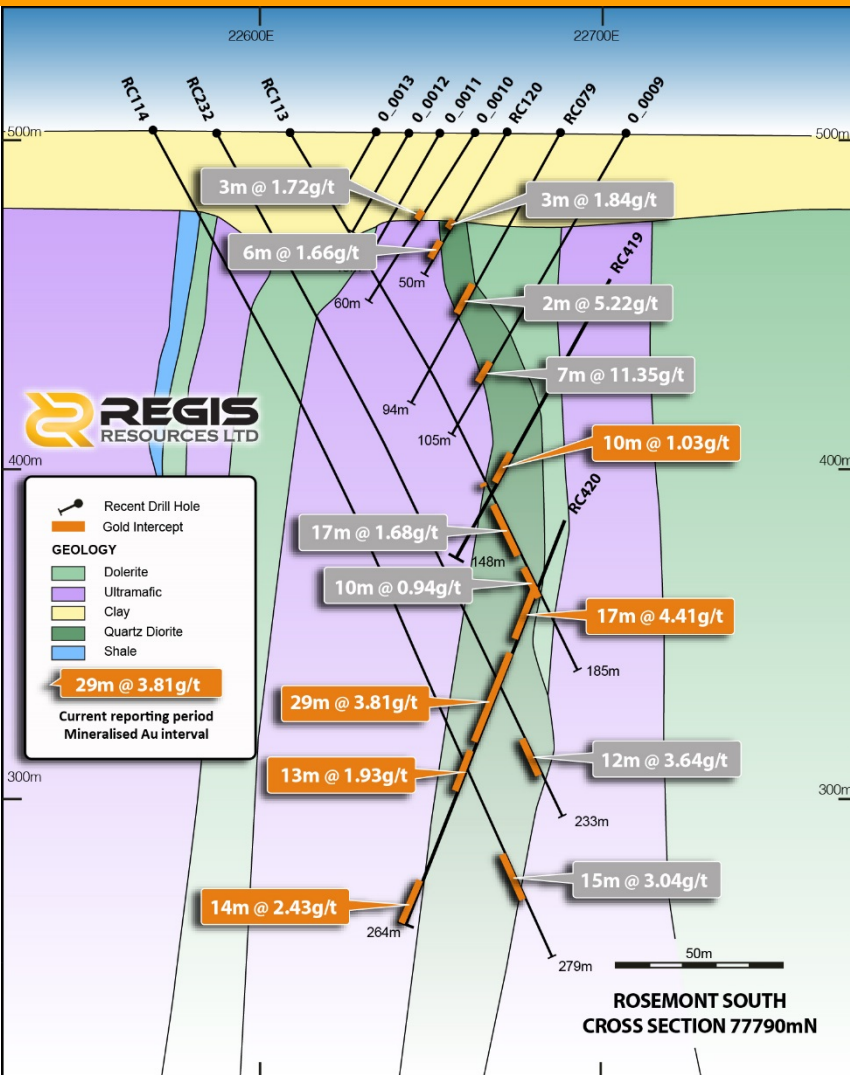 22600E
22700E
RC114
RC232
RC113
0_0013
0_0012
0_0011
0_0010
RC120
RC079
0_0009
500m
500m
3m @ 1.72g/t
3m @ 1.84g/t
6m @ 1.66g/t
RC419
50m
60m
2m @ 5.22g/t
7m @ 11.35g/t
94m
105m
REGIS
RESOURCES LTD
10m @ 1.03g/t
400m
400m
RC420
Recent Drill Hole
Gold Intercept
GEOLOGY
Dolerite
Ultramafic
Clay
Quartz Diorite
Shale
29m @ 3.81g/t
Current reporting period
Mineralised Au interval
17m @ 1.68g/t
148m
10m @ 0.94g/t
17m @ 4.41g/t
185m
29m @ 3.81g/t
12m @ 3.64g/t
13m @ 1.93g/t
300m
300m
233m
15m @ 3.04g/t
14m @ 2.43g/t
264m
279m
50m
ROSEMONT SOUTH
CROSS SECTION 77790mN